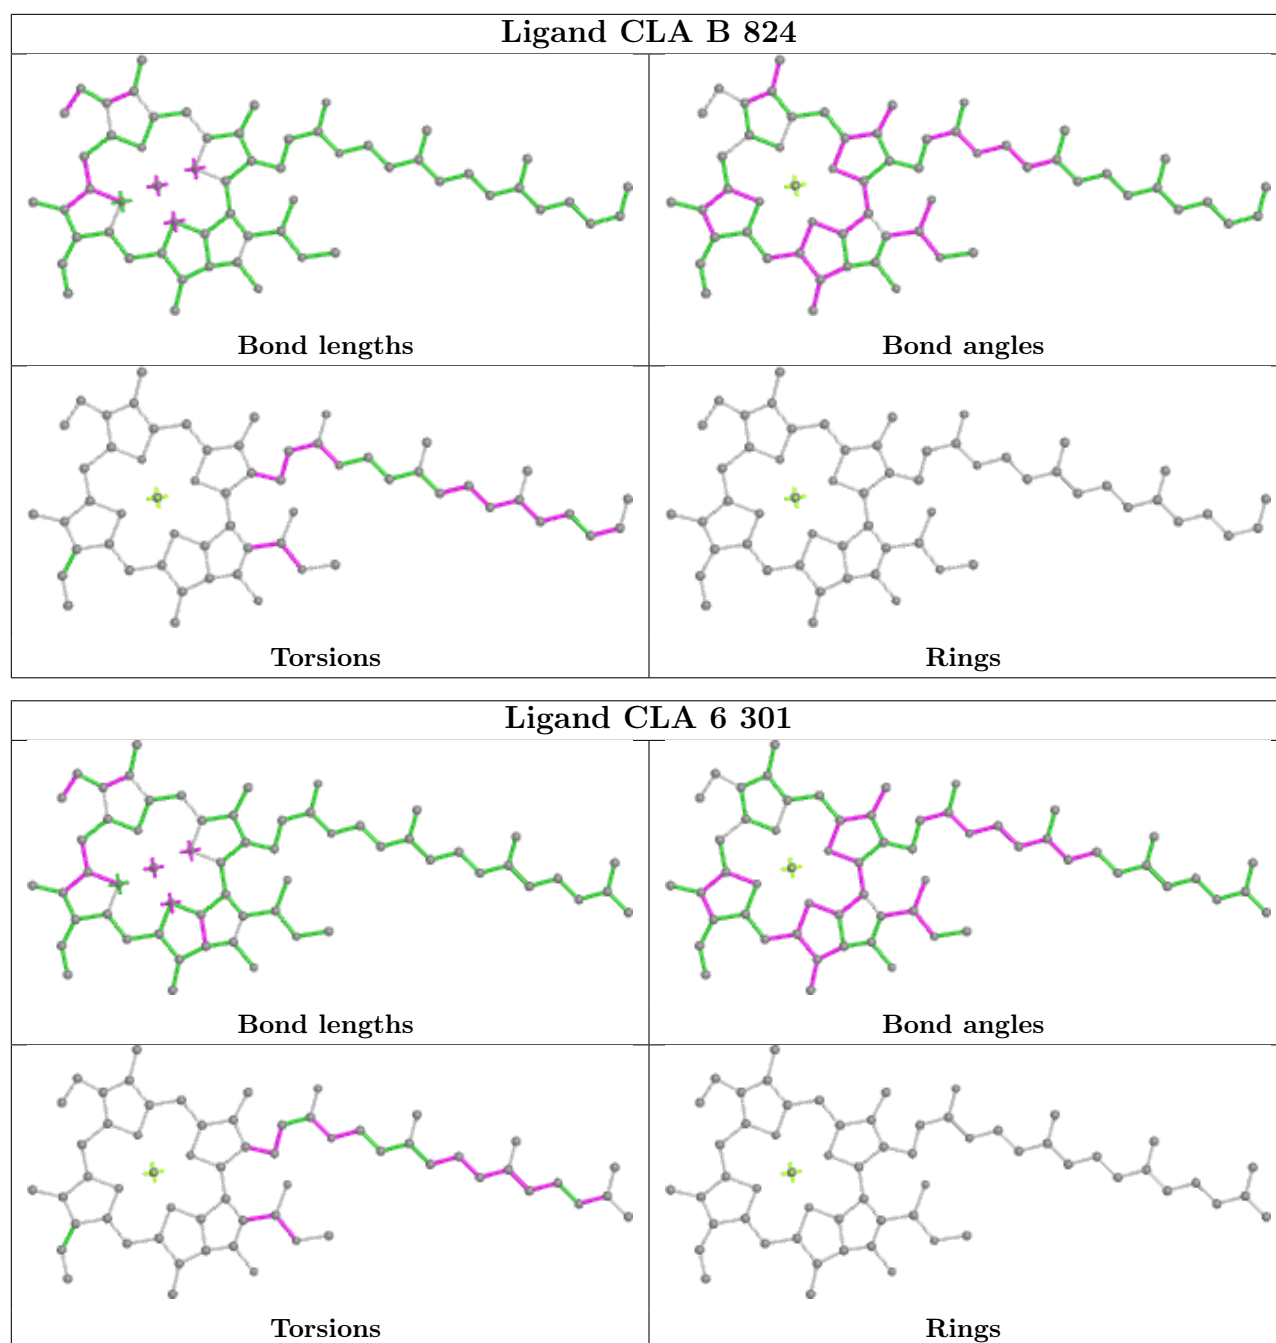 Ligand CLA B 824
Bond lengths
Bond angles
Torsions
Rings
Ligand CLA 6 301
Bond lengths
Bond angles
Torsions
Rings